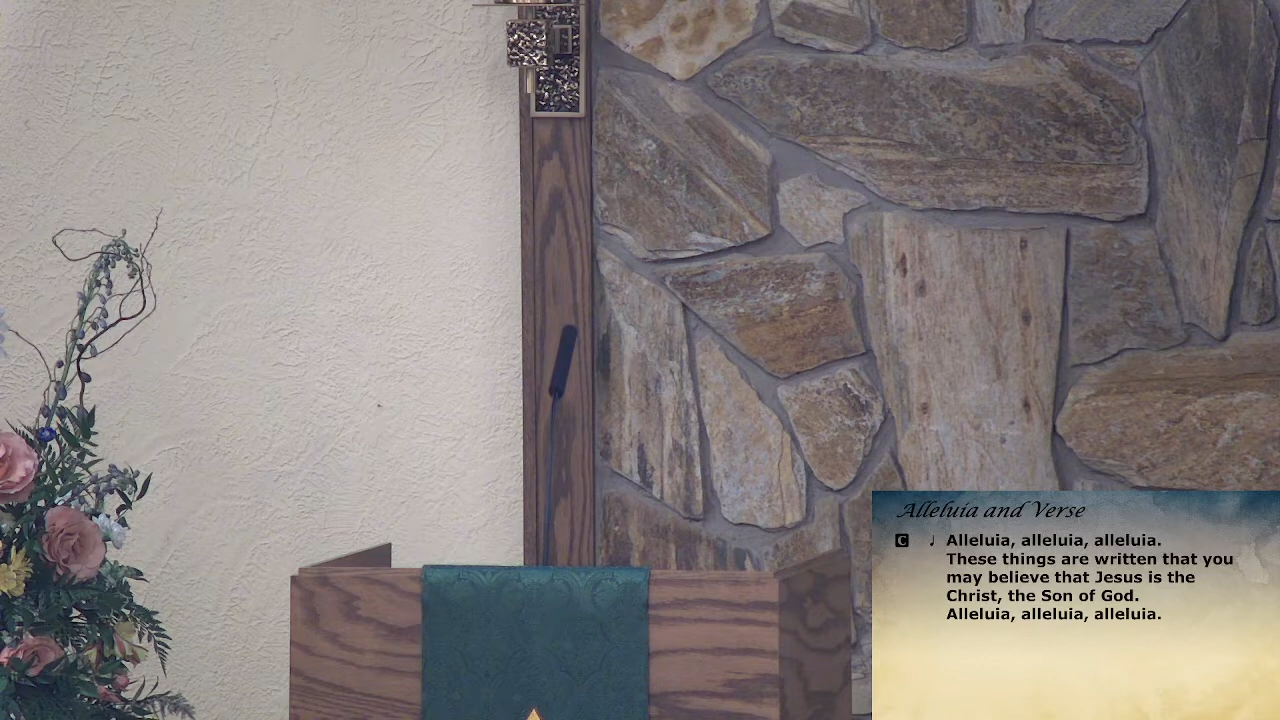 Alleluia and Verse
C ♩ Alleluia, alleluia, alleluia.
These things are written that you
may believe that Jesus is the
Christ, the Son of God.
Alleluia, alleluia, alleluia.